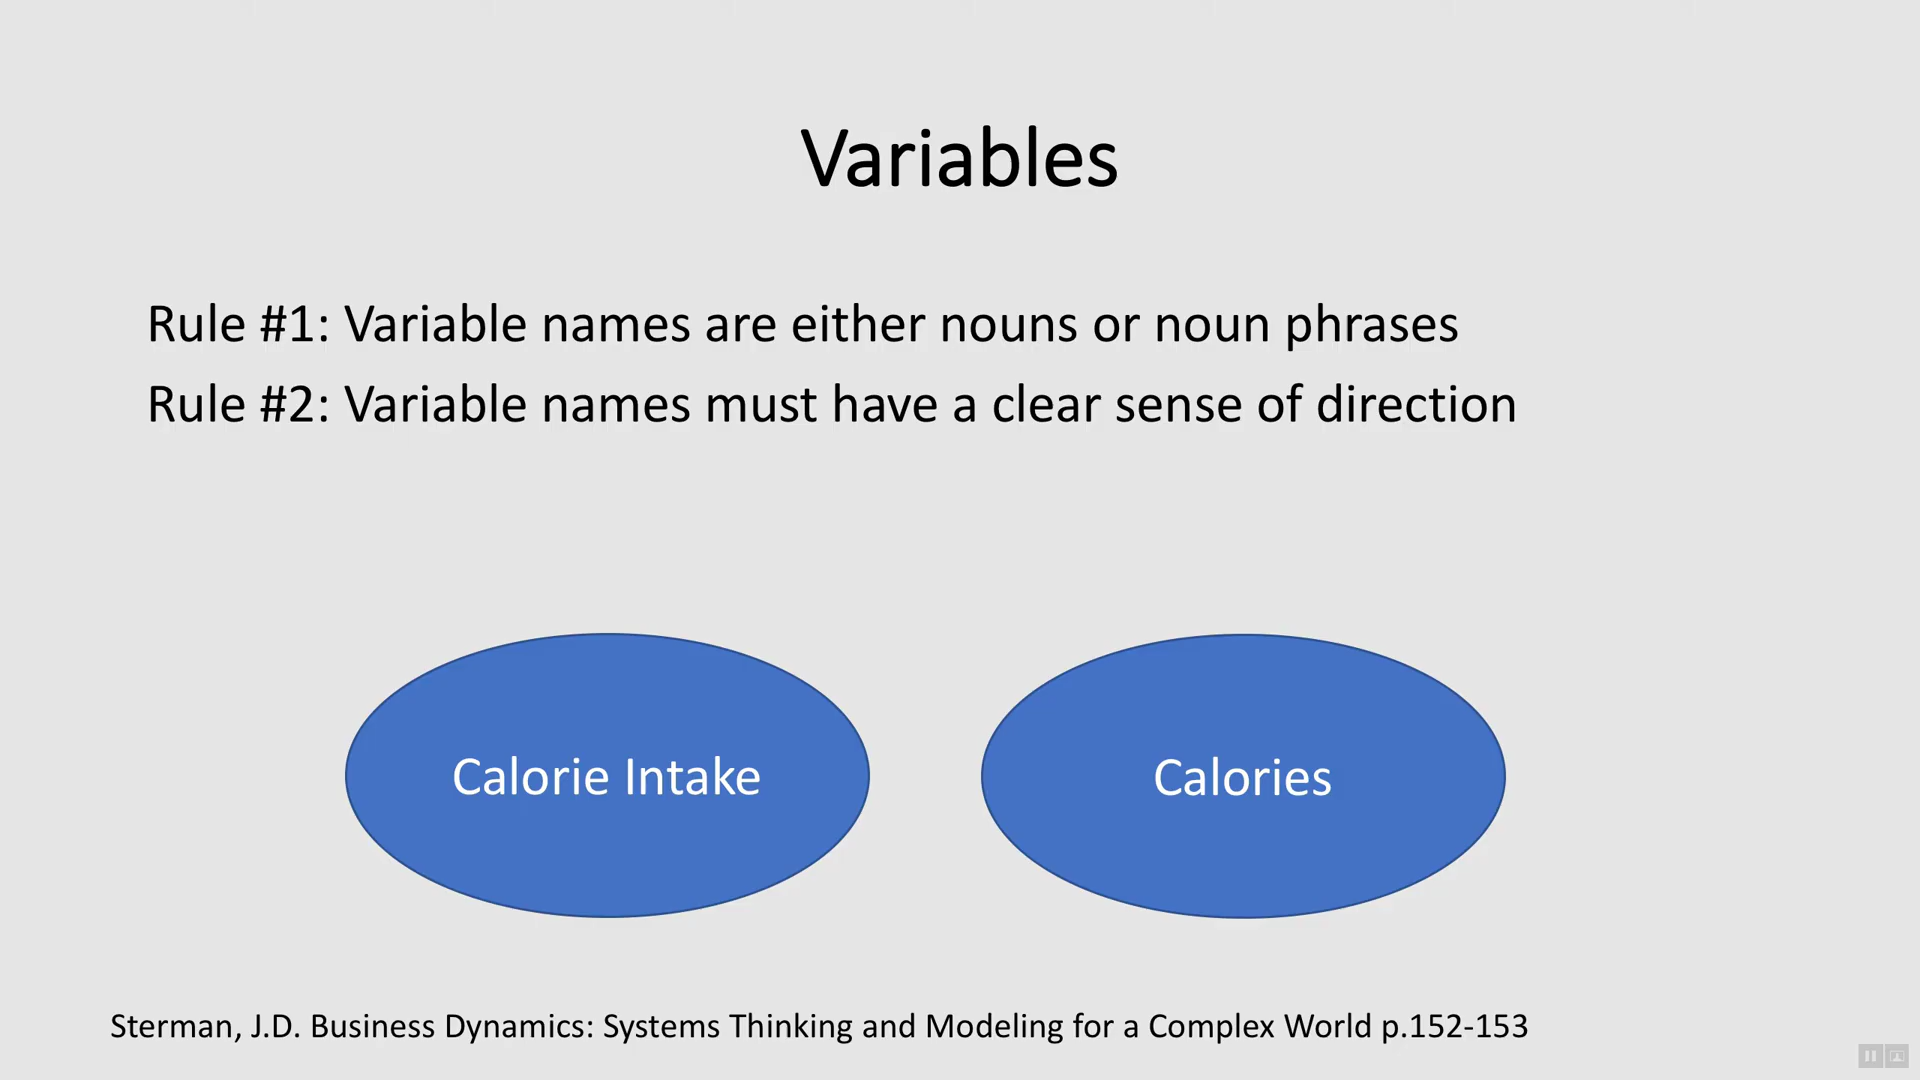 Variables
Rule #1: Variable names are either nouns or noun phrases
Rule #2: Variable names must have a clear sense of direction
Calorie Intake
Calories
Sterman, J.D. Business Dynamics: Systems Thinking and Modeling for a Complex World p.152-153